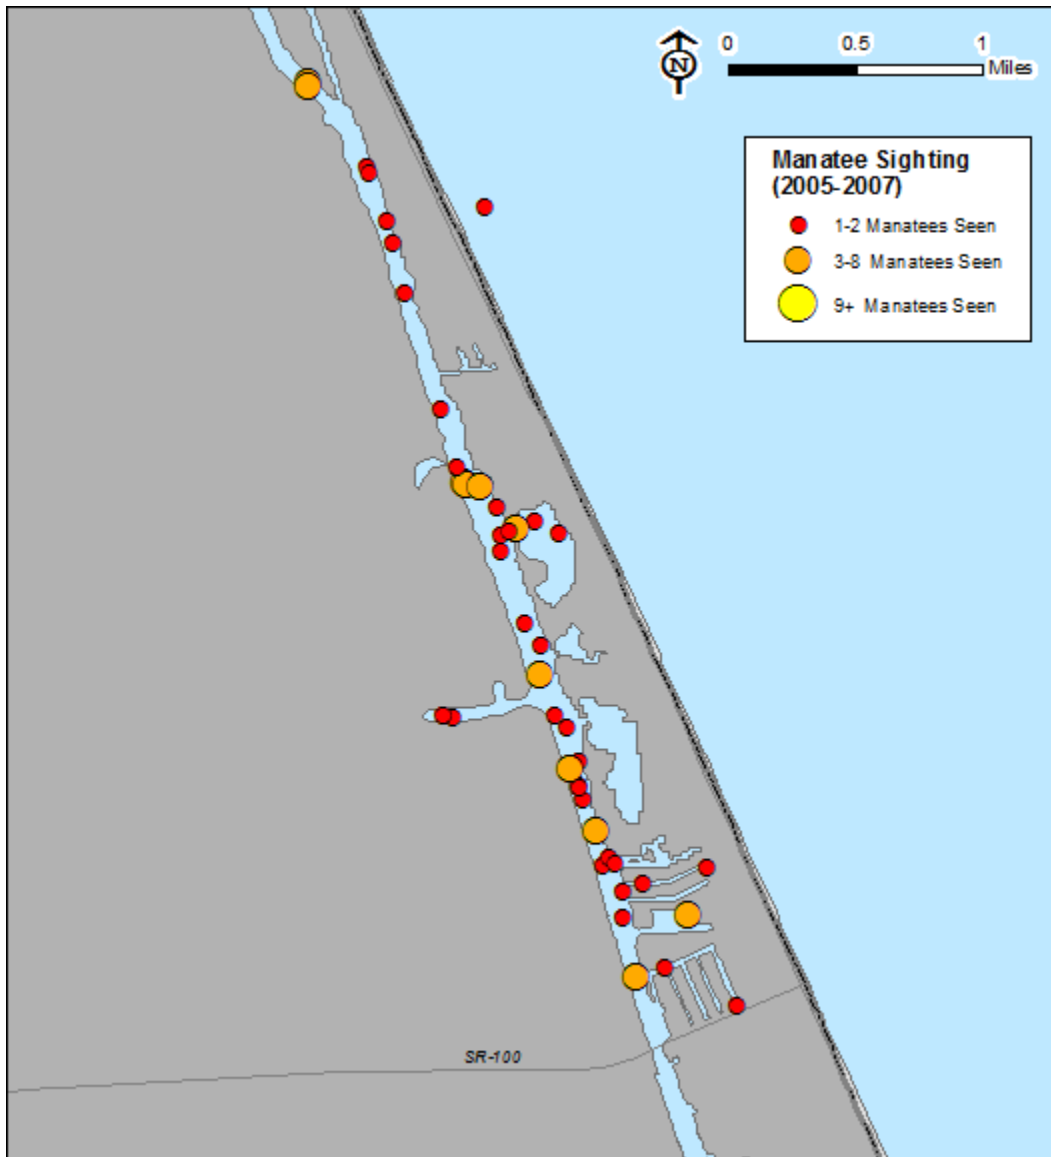 0 0.5 1
N
Miles
Manatee Sighting
(2005-2007)
1-2 Manatees Seen
3-8 Manatees Seen
9+ Manatees Seen
SR-100